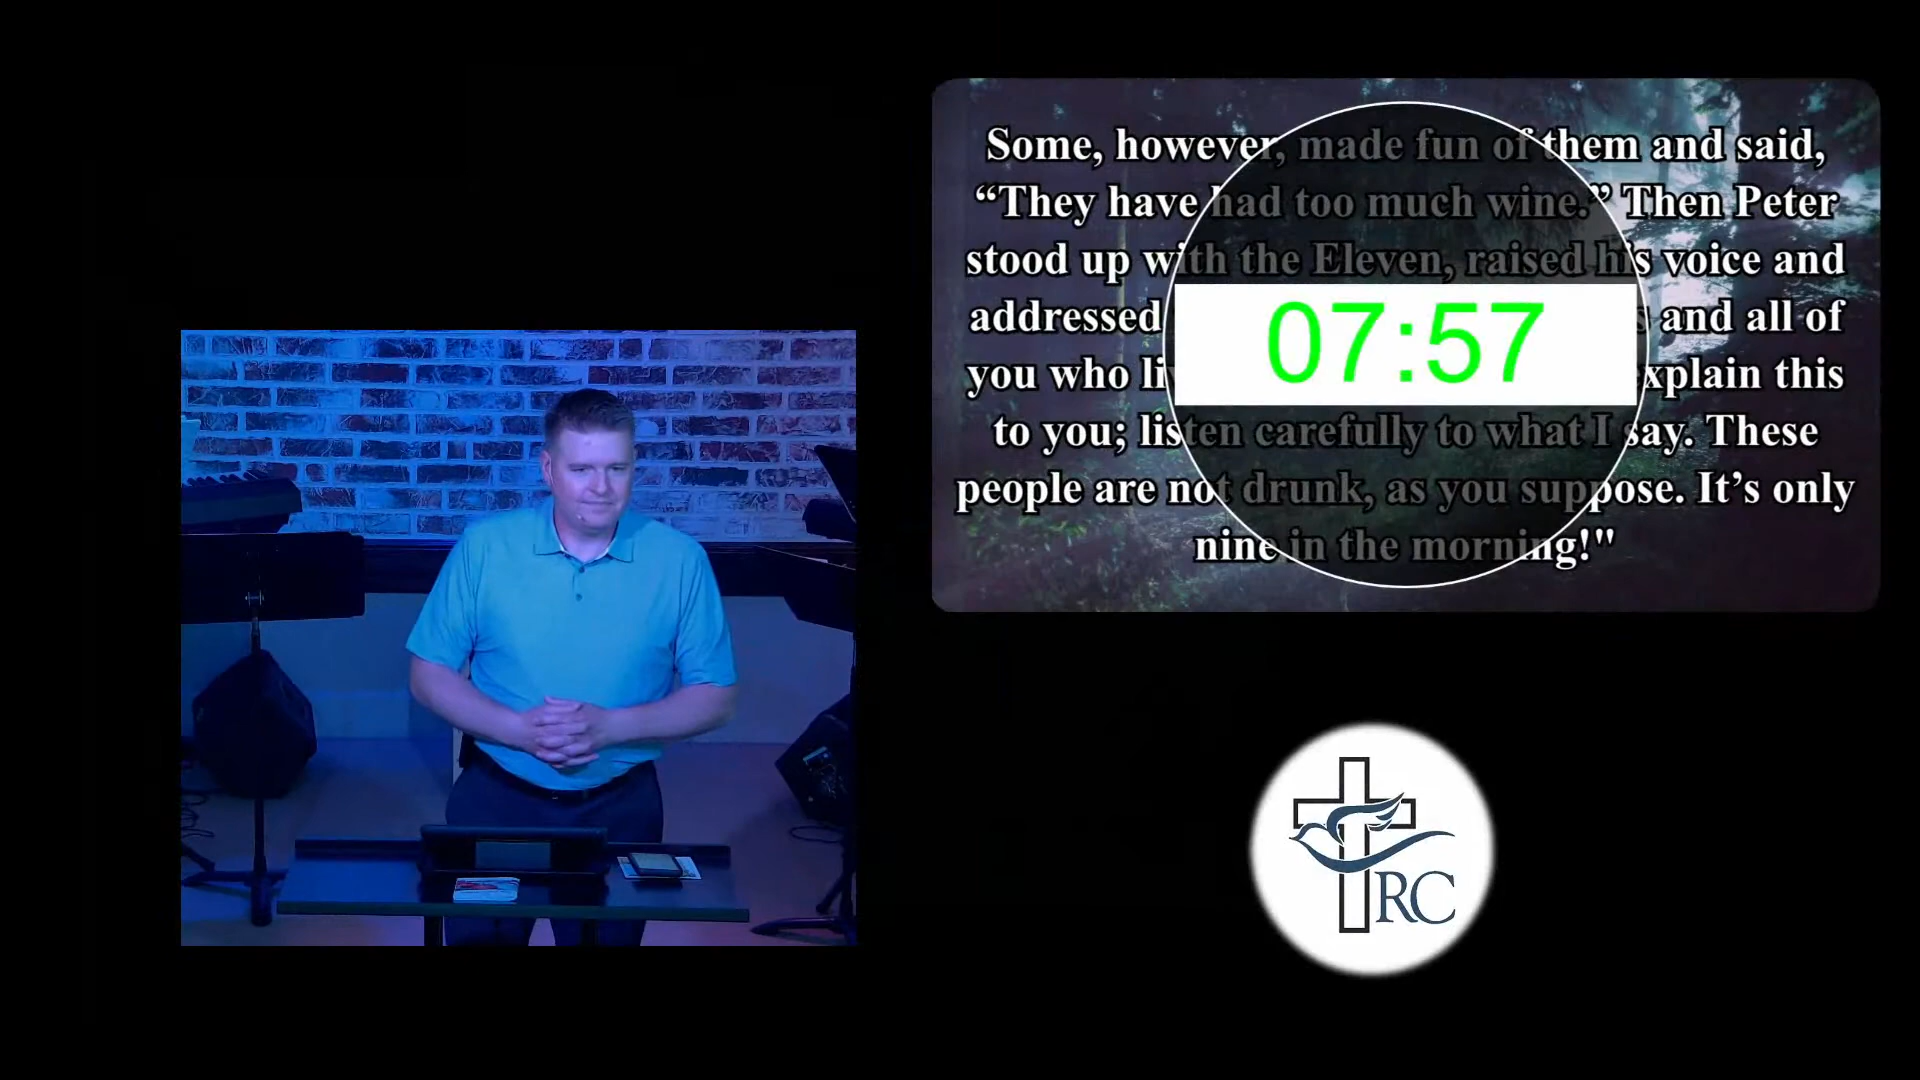 Some, however, made fun of them and said,
“They have had too much wine.” Then Peter
stood up with the Eleven, raised his voice and
addressed and all of
07:57
you who explain this
to you; listen carefully to what I say. These
people are not drunk, as you suppose. It’s only
nine in the morning!"
RC